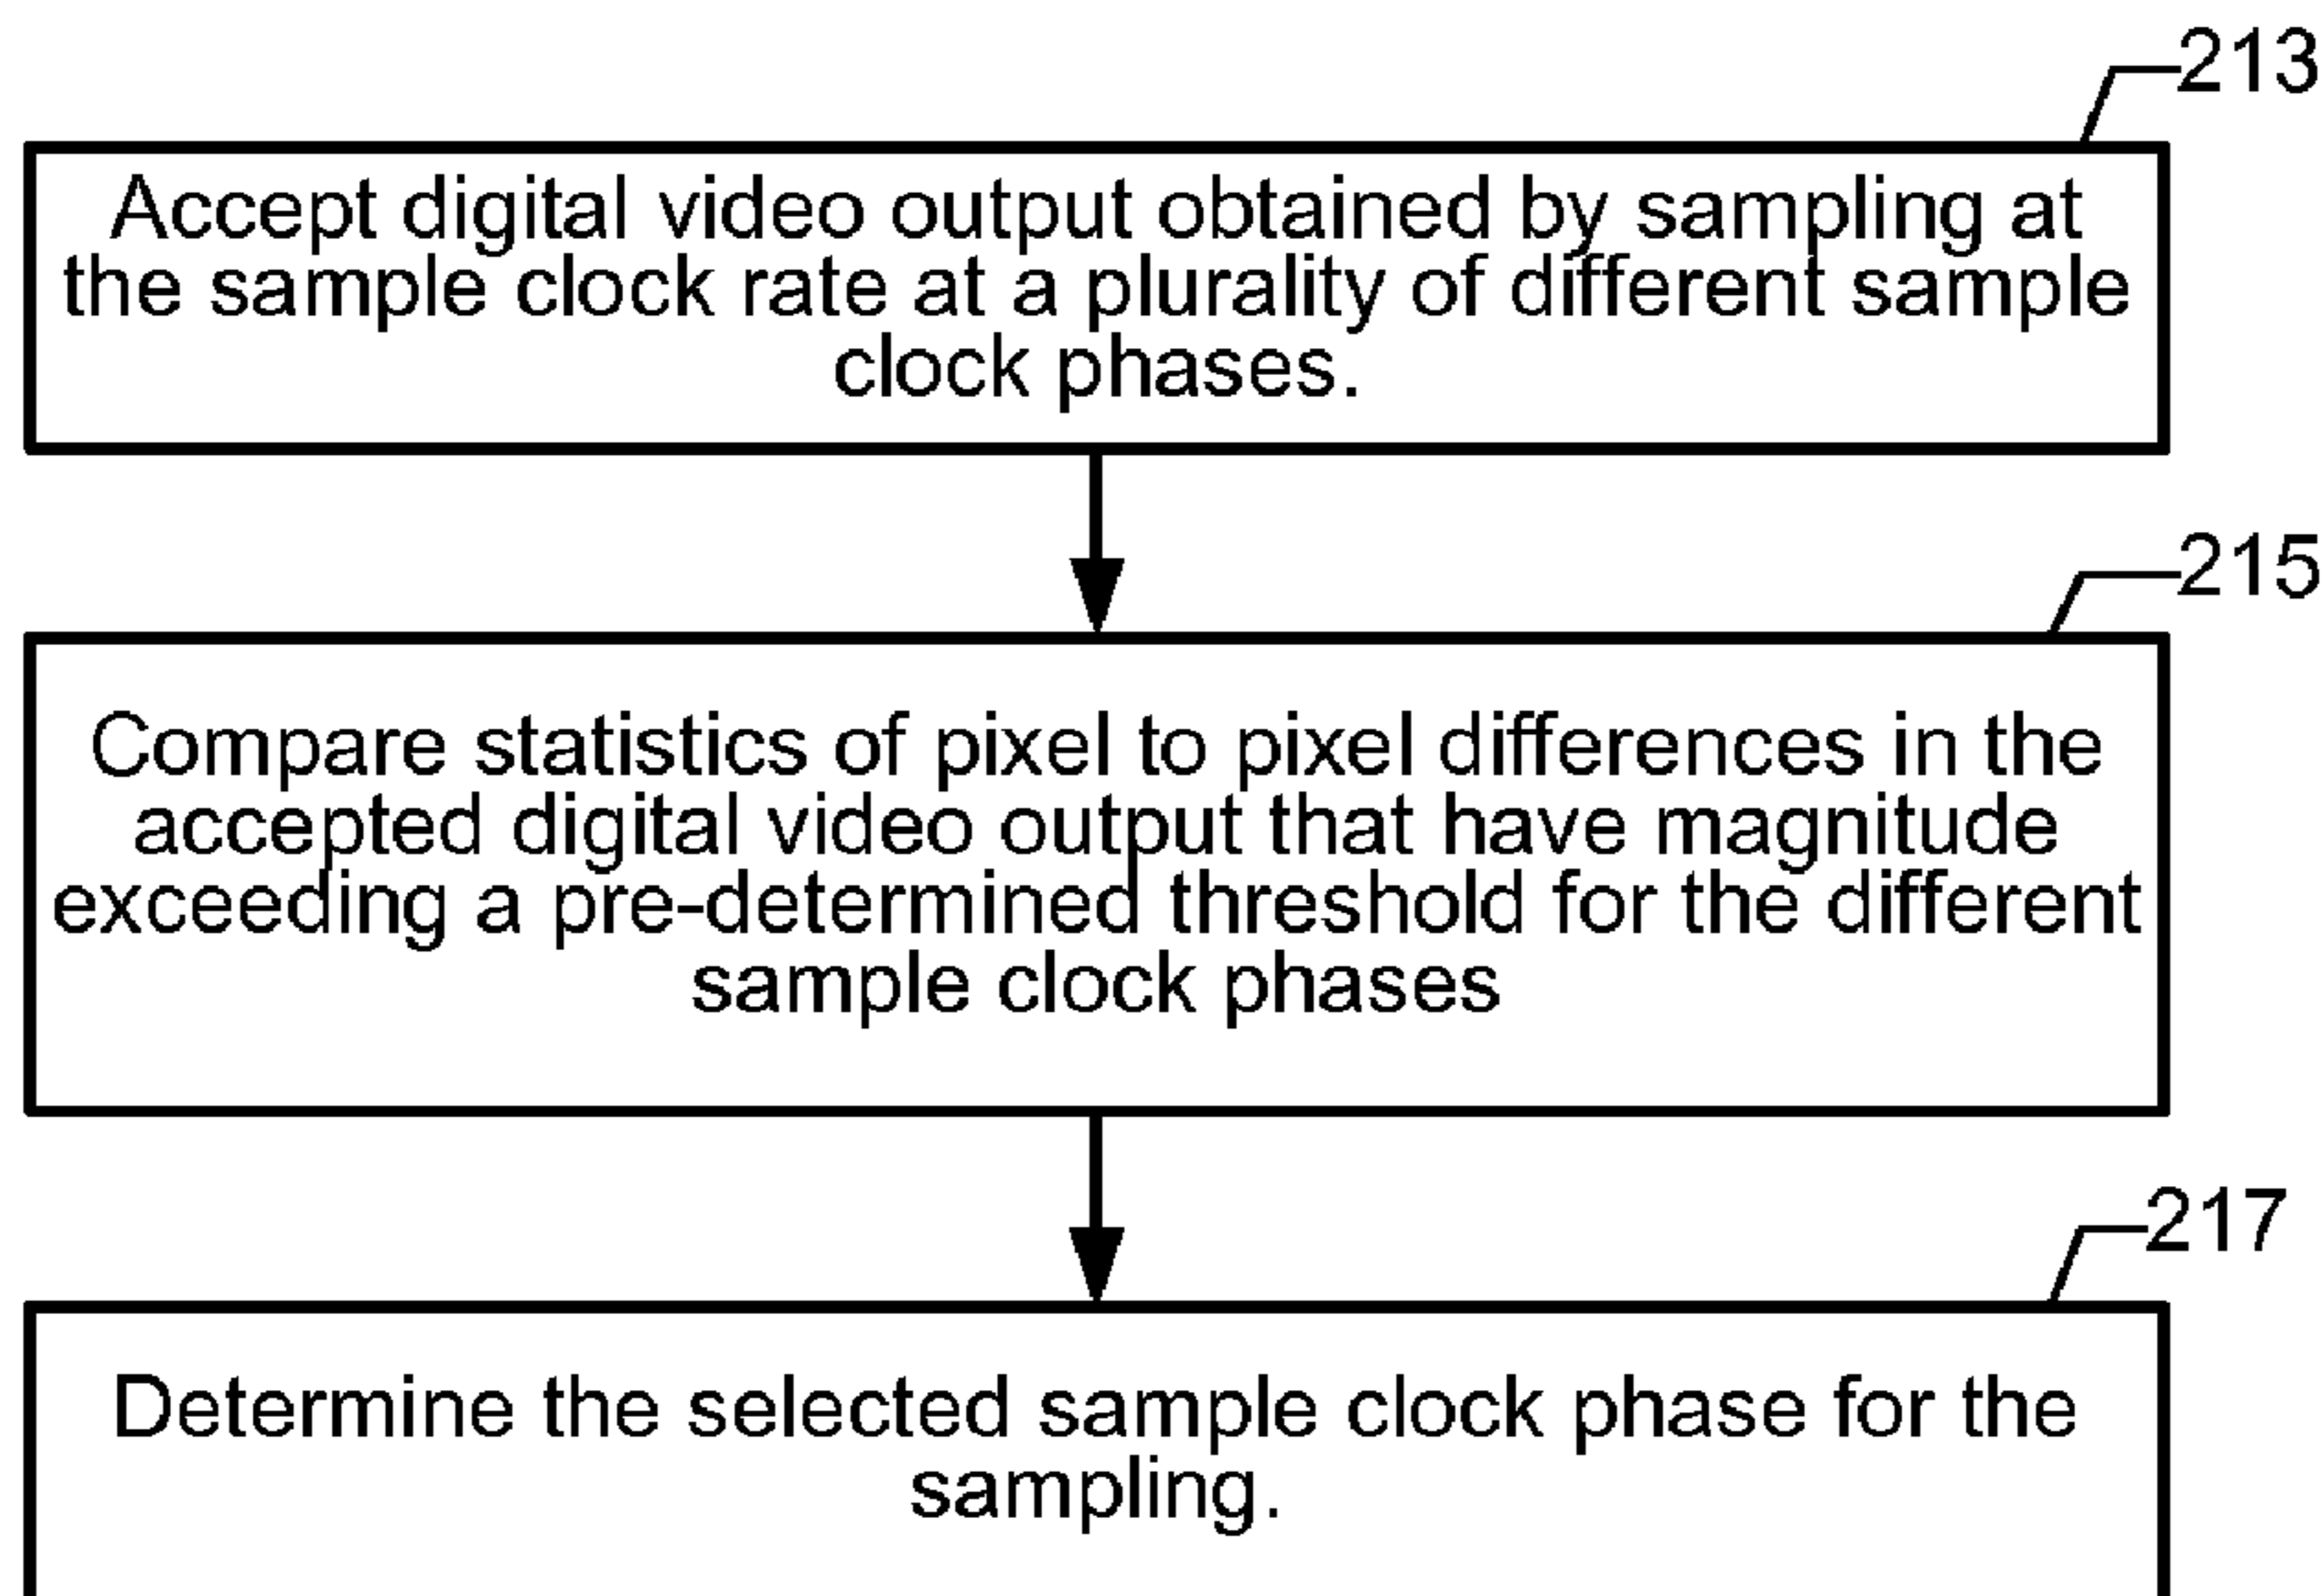 213
Accept digital video output obtained by sampling at
the sample clock rate at a plurality of different sample
clock phases.
215
Compare statistics of pixel to pixel differences in the
accepted digital video output that have magnitude
exceeding a pre-determined threshold for the different
sample clock phases
217
Determine the selected sample clock phase for the
sampling.